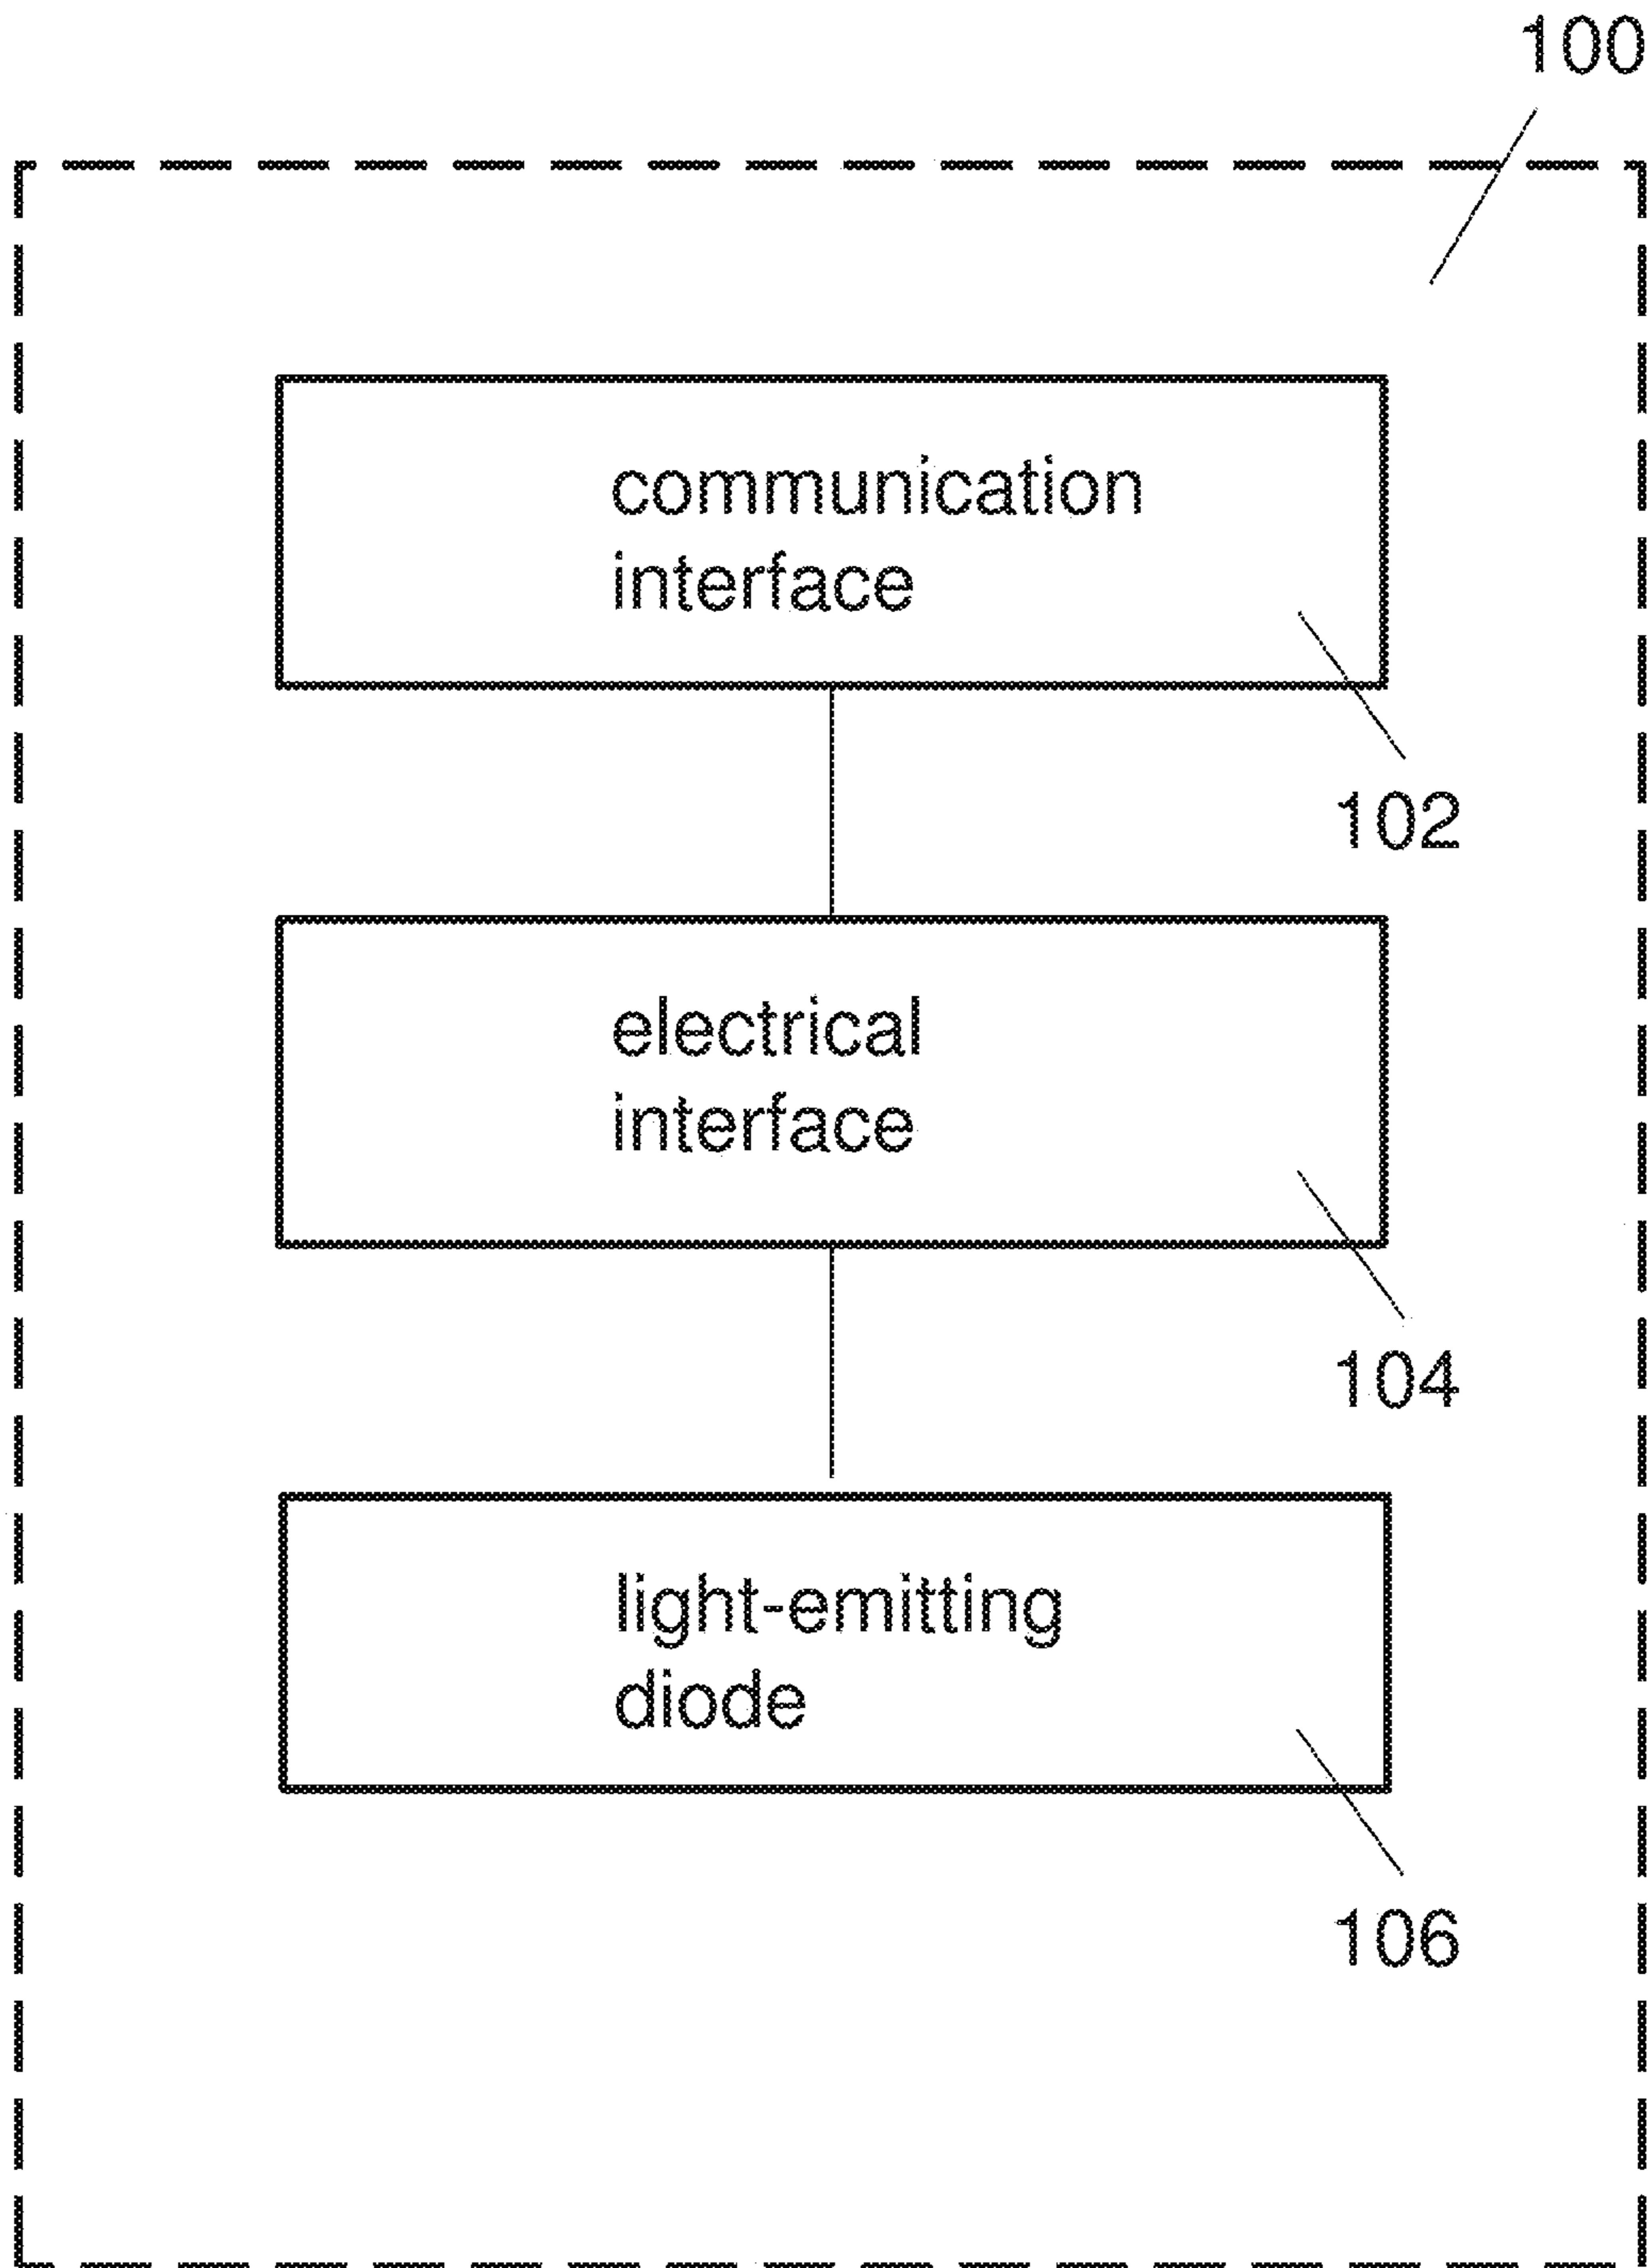 100
communication
interface
102
electrical
interface
104
light-emitting
diode
106